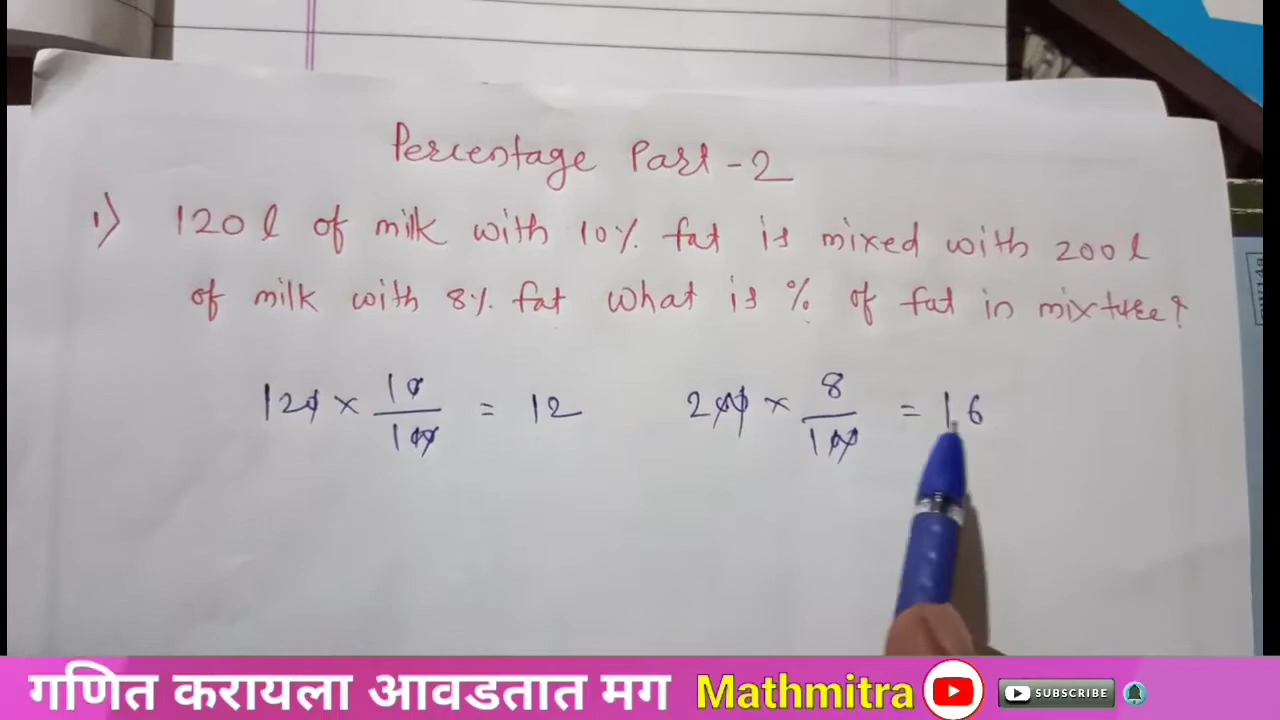 Percentage Part-2
1) 120 l of milk with 10% fat is mixed with 200 l
of milk with 8% fat what is % of fat in mixture?
120 × 10/100 = 12 200 × 8/100 = 16
गणित करायला आवडतात मग Mathmitra SUBSCRIBE